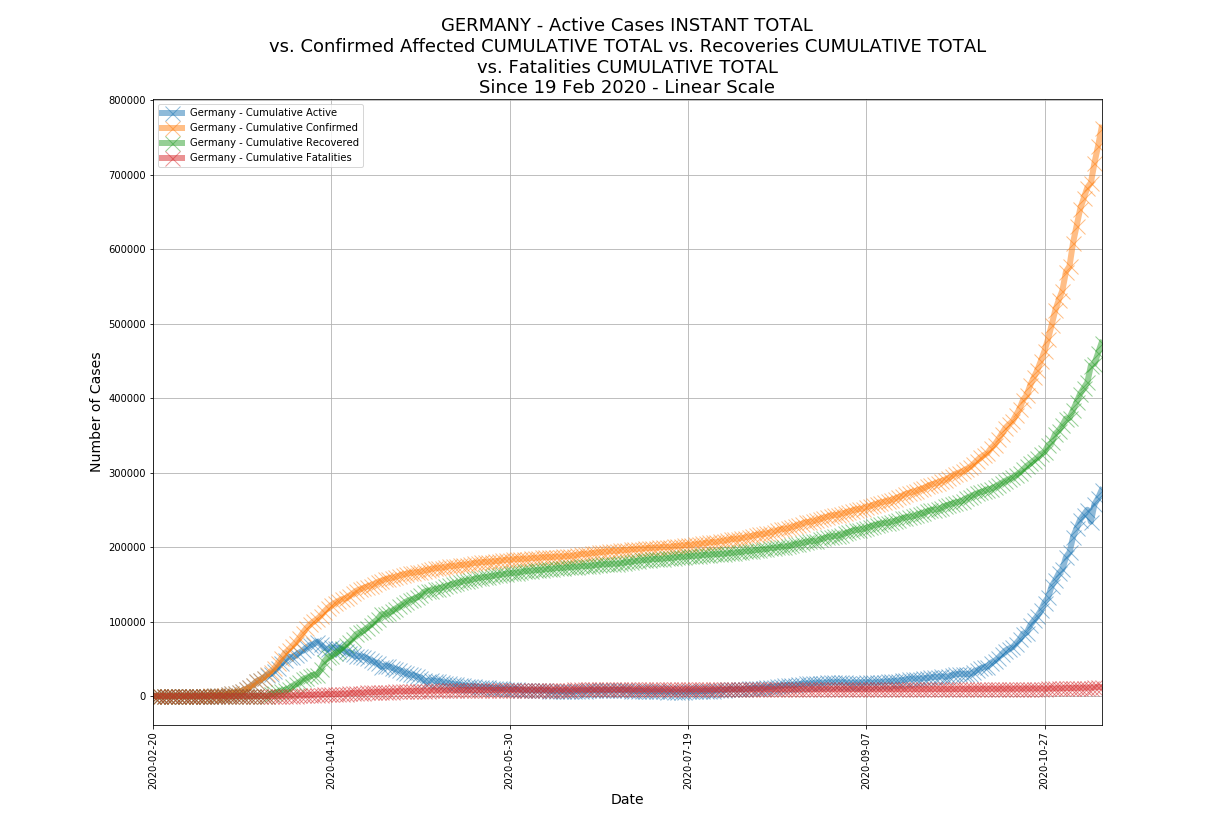 GERMANY - Active Cases INSTANT TOTAL
vs. Confirmed Affected CUMULATIVE TOTAL vs. Recoveries CUMULATIVE TOTAL
vs. Fatalities CUMULATIVE TOTAL
Since 19 Feb 2020 - Linear Scale
Germany - Cumulative Active
Germany - Cumulative Confirmed
Germany - Cumulative Recovered
Germany - Cumulative Fatalities
800000
700000
600000
500000
400000
300000
200000
100000
0
Number of Cases
2020-02-20
2020-04-10
2020-05-30
2020-07-19
2020-09-07
2020-10-27
Date